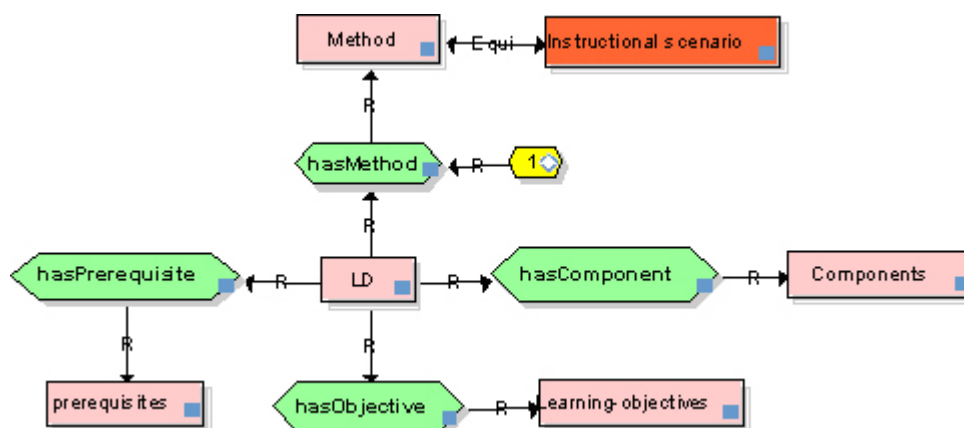 Method
Equi
Instructional scenario
R
hasMethod
R
1
R
hasPrerequisite
R
LD
R
hasComponent
R
Components
R
R
prerequisites
hasObjective
R
Learning-objectives